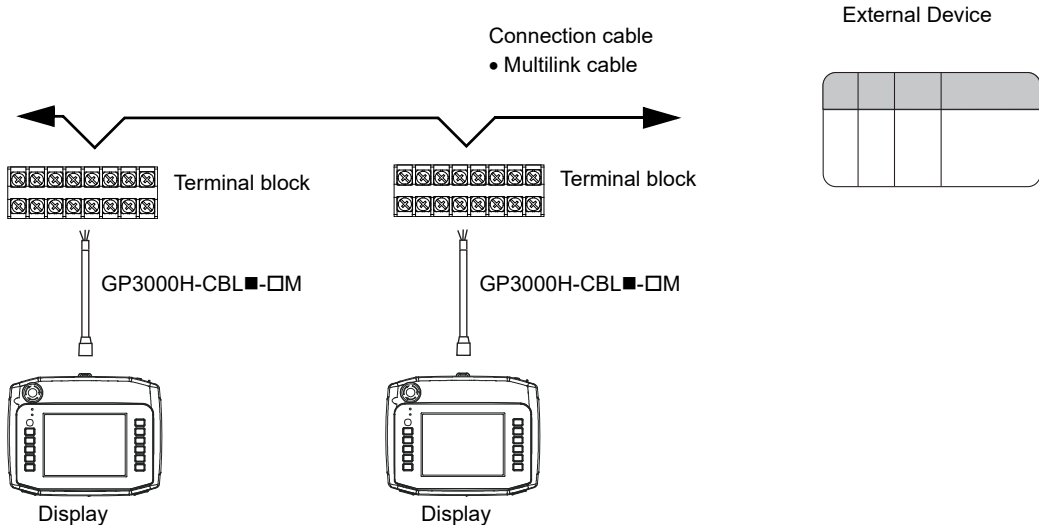 External Device
Connection cable
• Multilink cable
Terminal block
Terminal block
GP3000H-CBL■-□M
GP3000H-CBL■-□M
Display
Display